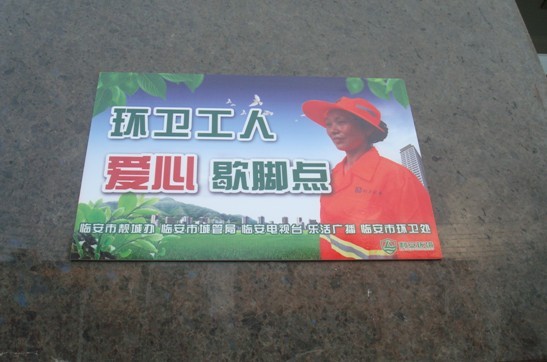 环卫工人
爱心 歇脚点
临安市靓城办 临安市城管局 临安电视台 乐活广播 临安市环卫处